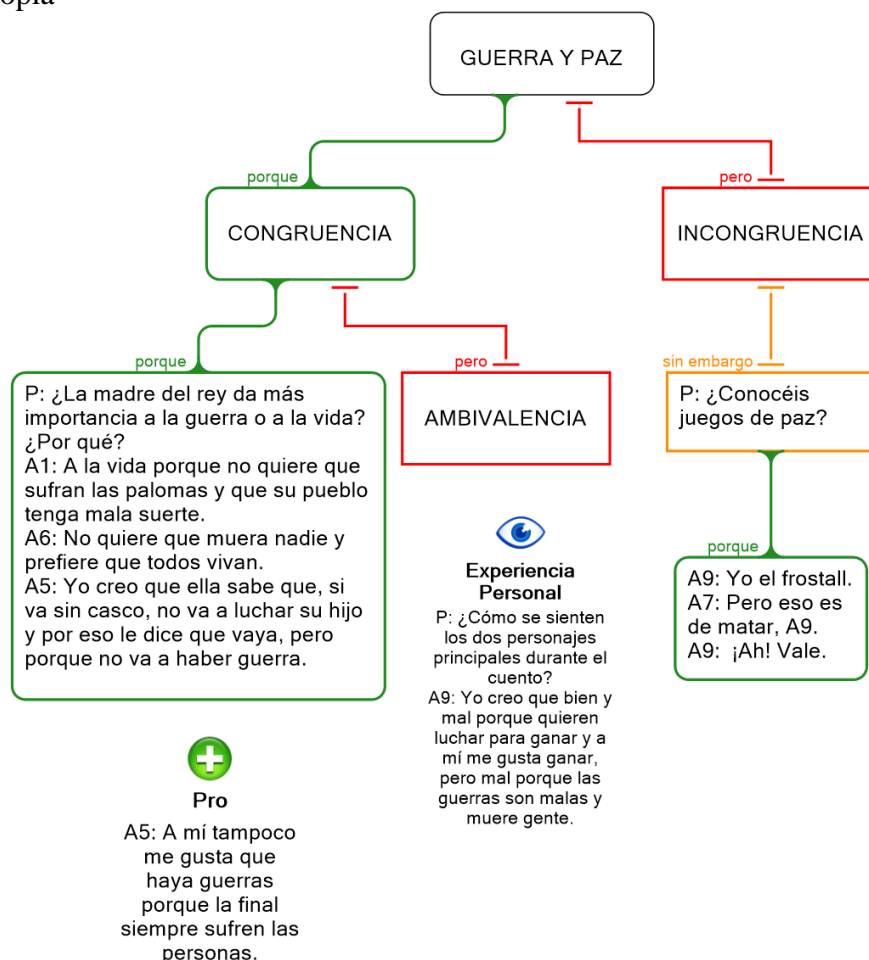 GUERRA Y PAZ
porque
pero
CONGRUENCIA
INCONGRUENCIA
porque
pero
sin embargo
P: ¿La madre del rey da más
importancia a la guerra o a la vida?
¿Por qué?
A1: A la vida porque no quiere que
sufran las palomas y que su pueblo
tenga mala suerte.
A6: No quiere que muera nadie y
prefiere que todos vivan.
A5: Yo creo que ella sabe que, si
va sin casco, no va a luchar su hijo
y por eso le dice que vaya, pero
porque no va a haber guerra.
AMBIVALENCIA
P: ¿Conocéis
juegos de paz?
porque
A9: Yo el frostall.
A7: Pero eso es
de matar, A9.
A9: ¡Ah! Vale.
Experiencia
Personal
P: ¿Cómo se sienten
los dos personajes
principales durante el
cuento?
A9: Yo creo que bien y
mal porque quieren
luchar para ganar y a
mí me gusta ganar,
pero mal porque las
guerras son malas y
muere gente.
Pro
A5: A mí tampoco
me gusta que
haya guerras
porque la final
siempre sufren las
personas.